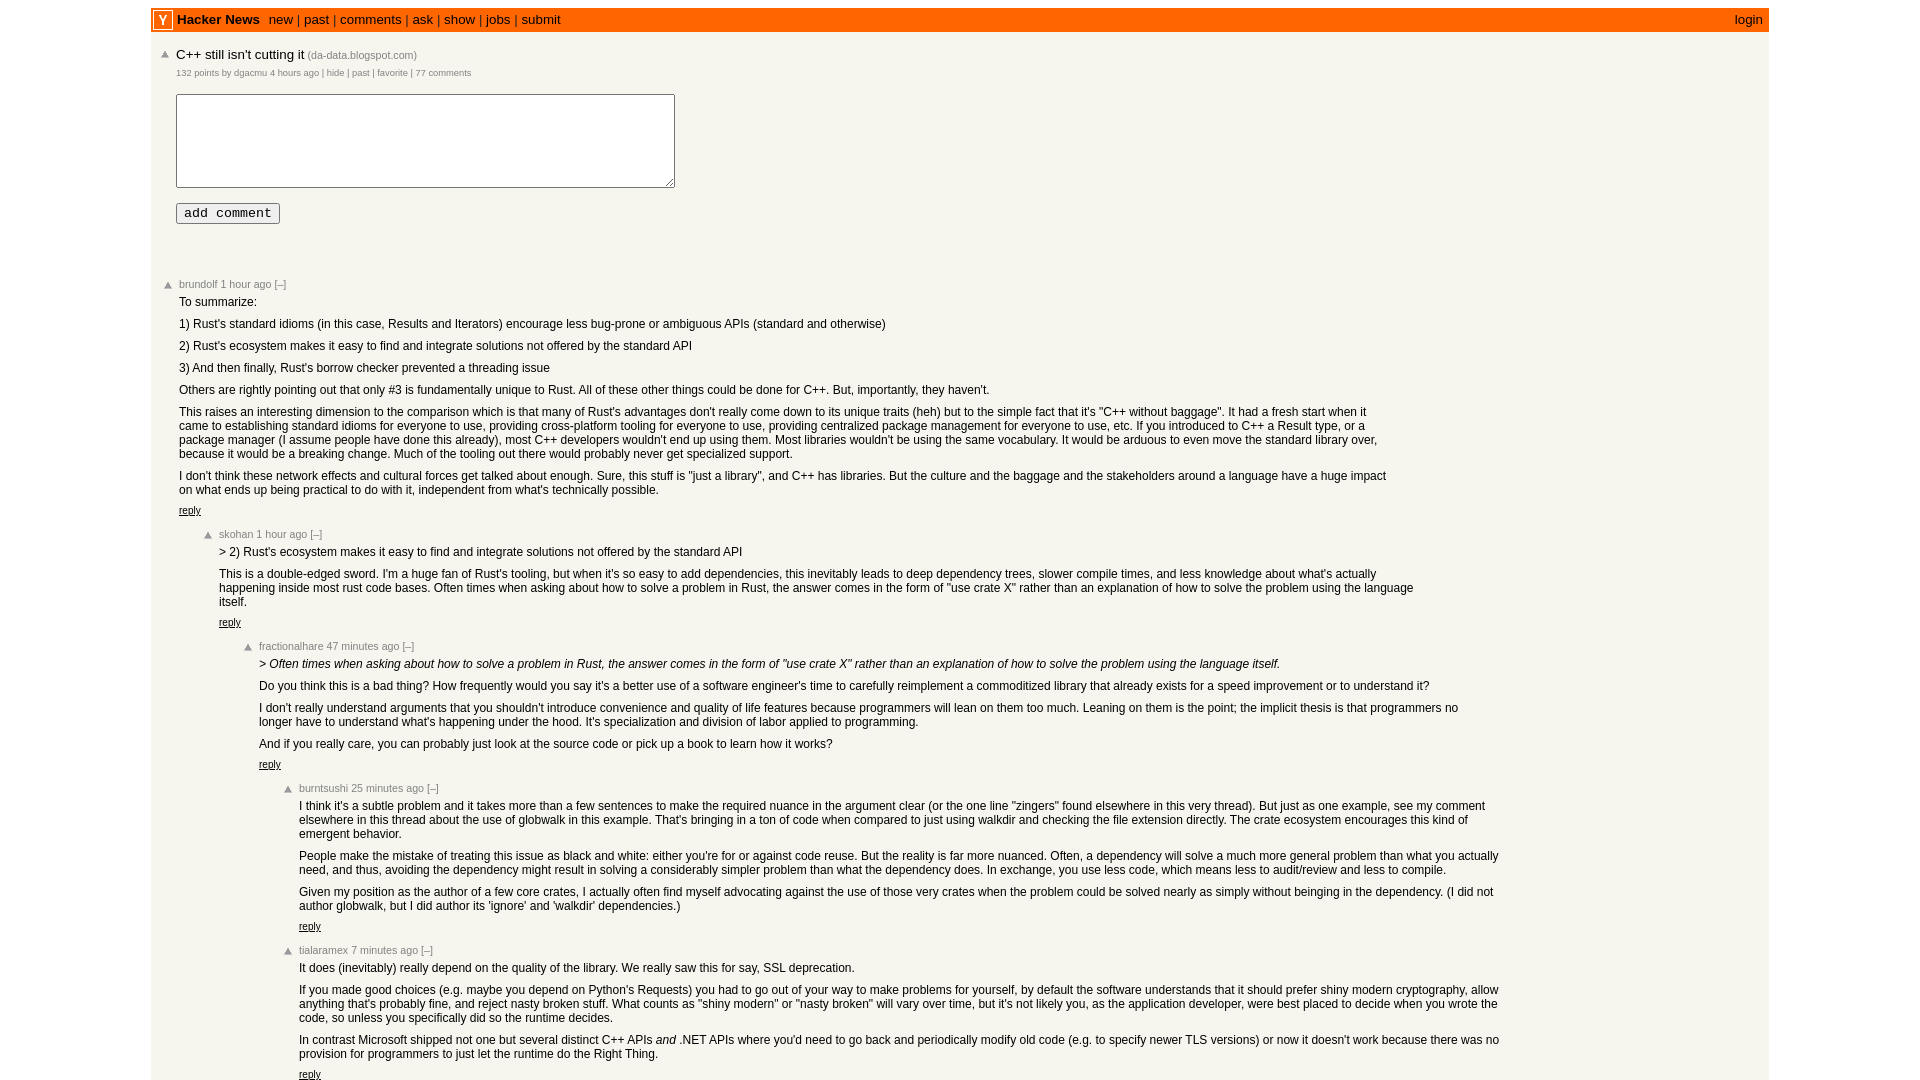 Y Hacker News new | past | comments | ask | show | jobs | submit login
C++ still isn't cutting it (da-data.blogspot.com)
132 points by dgacmu 4 hours ago | hide | past | favorite | 77 comments
add comment
brundolf 1 hour ago [–]
To summarize:
1) Rust's standard idioms (in this case, Results and Iterators) encourage less bug-prone or ambiguous APIs (standard and otherwise)
2) Rust's ecosystem makes it easy to find and integrate solutions not offered by the standard API
3) And then finally, Rust's borrow checker prevented a threading issue
Others are rightly pointing out that only #3 is fundamentally unique to Rust. All of these other things could be done for C++. But, importantly, they haven't.
This raises an interesting dimension to the comparison which is that many of Rust's advantages don't really come down to its unique traits (heh) but to the simple fact that it's "C++ without baggage". It had a fresh start when it
came to establishing standard idioms for everyone to use, providing cross-platform tooling for everyone to use, providing centralized package management for everyone to use, etc. If you introduced to C++ a Result type, or a
package manager (I assume people have done this already), most C++ developers wouldn't end up using them. Most libraries wouldn't be using the same vocabulary. It would be arduous to even move the standard library over,
because it would be a breaking change. Much of the tooling out there would probably never get specialized support.
I don't think these network effects and cultural forces get talked about enough. Sure, this stuff is "just a library", and C++ has libraries. But the culture and the baggage and the stakeholders around a language have a huge impact
on what ends up being practical to do with it, independent from what's technically possible.
reply
skohan 1 hour ago [–]
> 2) Rust's ecosystem makes it easy to find and integrate solutions not offered by the standard API
This is a double-edged sword. I'm a huge fan of Rust's tooling, but when it's so easy to add dependencies, this inevitably leads to deep dependency trees, slower compile times, and less knowledge about what's actually
happening inside most rust code bases. Often times when asking about how to solve a problem in Rust, the answer comes in the form of "use crate X" rather than an explanation of how to solve the problem using the language
itself.
reply
fractionalhare 47 minutes ago [–]
> Often times when asking about how to solve a problem in Rust, the answer comes in the form of "use crate X" rather than an explanation of how to solve the problem using the language itself.
Do you think this is a bad thing? How frequently would you say it's a better use of a software engineer's time to carefully reimplement a commoditized library that already exists for a speed improvement or to understand it?
I don't really understand arguments that you shouldn't introduce convenience and quality of life features because programmers will lean on them too much. Leaning on them is the point; the implicit thesis is that programmers no
longer have to understand what's happening under the hood. It's specialization and division of labor applied to programming.
And if you really care, you can probably just look at the source code or pick up a book to learn how it works?
reply
burntsushi 25 minutes ago [–]
I think it's a subtle problem and it takes more than a few sentences to make the required nuance in the argument clear (or the one line "zingers" found elsewhere in this very thread). But just as one example, see my comment
elsewhere in this thread about the use of globwalk in this example. That's bringing in a ton of code when compared to just using walkdir and checking the file extension directly. The crate ecosystem encourages this kind of
emergent behavior.
People make the mistake of treating this issue as black and white: either you're for or against code reuse. But the reality is far more nuanced. Often, a dependency will solve a much more general problem than what you actually
need, and thus, avoiding the dependency might result in solving a considerably simpler problem than what the dependency does. In exchange, you use less code, which means less to audit/review and less to compile.
Given my position as the author of a few core crates, I actually often find myself advocating against the use of those very crates when the problem could be solved nearly as simply without beinging in the dependency. (I did not
author globwalk, but I did author its 'ignore' and 'walkdir' dependencies.)
reply
tialaramex 7 minutes ago [–]
It does (inevitably) really depend on the quality of the library. We really saw this for say, SSL deprecation.
If you made good choices (e.g. maybe you depend on Python's Requests) you had to go out of your way to make problems for yourself, by default the software understands that it should prefer shiny modern cryptography, allow
anything that's probably fine, and reject nasty broken stuff. What counts as "shiny modern" or "nasty broken" will vary over time, but it's not likely you, as the application developer, were best placed to decide when you wrote the
code, so unless you specifically did so the runtime decides.
In contrast Microsoft shipped not one but several distinct C++ APIs and .NET APIs where you'd need to go back and periodically modify old code (e.g. to specify newer TLS versions) or now it doesn't work because there was no
provision for programmers to just let the runtime do the Right Thing.
reply